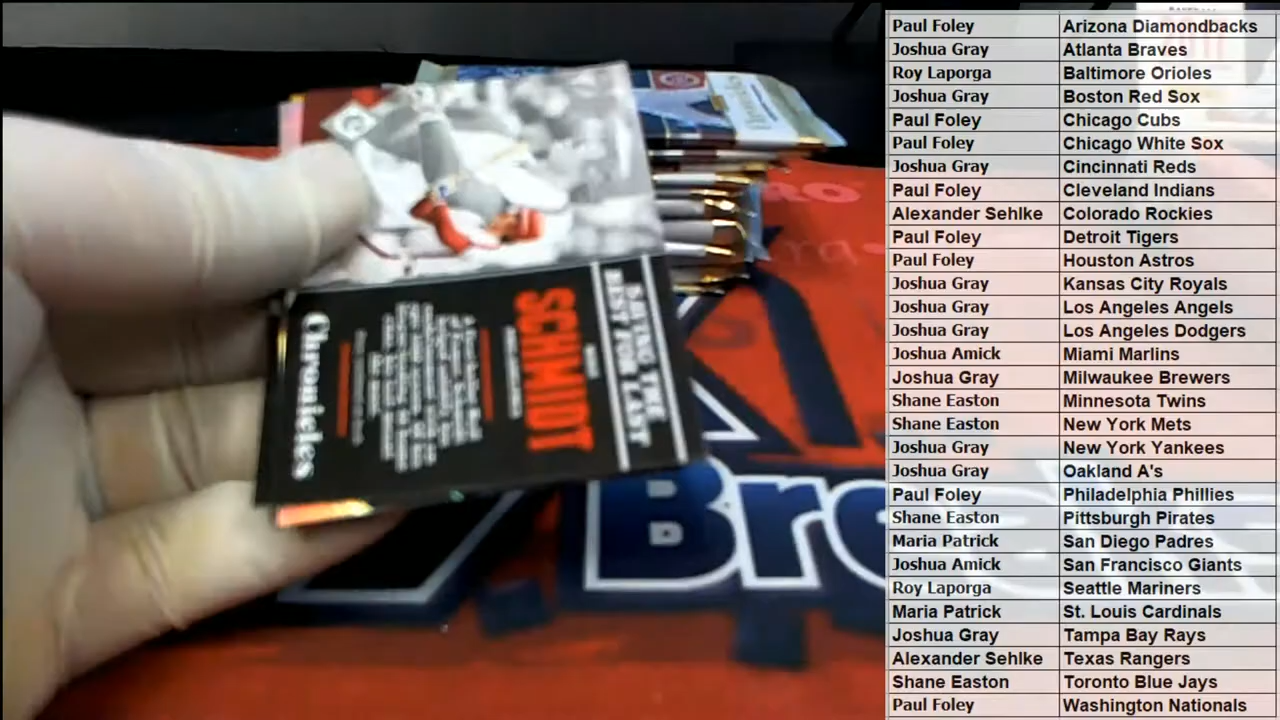 Paul Foley Arizona Diamondbacks
Joshua Gray Atlanta Braves
Roy Laporga Baltimore Orioles
Joshua Gray Boston Red Sox
Paul Foley Chicago Cubs
Paul Foley Chicago White Sox
Joshua Gray Cincinnati Reds
Paul Foley Cleveland Indians
Alexander Sehlke Colorado Rockies
Paul Foley Detroit Tigers
Paul Foley Houston Astros
Joshua Gray Kansas City Royals
Joshua Gray Los Angeles Angels
Joshua Gray Los Angeles Dodgers
Joshua Amick Miami Marlins
Joshua Gray Milwaukee Brewers
Shane Easton Minnesota Twins
Shane Easton New York Mets
Joshua Gray New York Yankees
Joshua Gray Oakland A's
Paul Foley Philadelphia Phillies
Shane Easton Pittsburgh Pirates
Maria Patrick San Diego Padres
Joshua Amick San Francisco Giants
Roy Laporga Seattle Mariners
Maria Patrick St. Louis Cardinals
Joshua Gray Tampa Bay Rays
Alexander Sehlke Texas Rangers
Shane Easton Toronto Blue Jays
Paul Foley Washington Nationals
SAVING THE
BEST FOR LAST
SCHMIDT
Chronicles
Bre